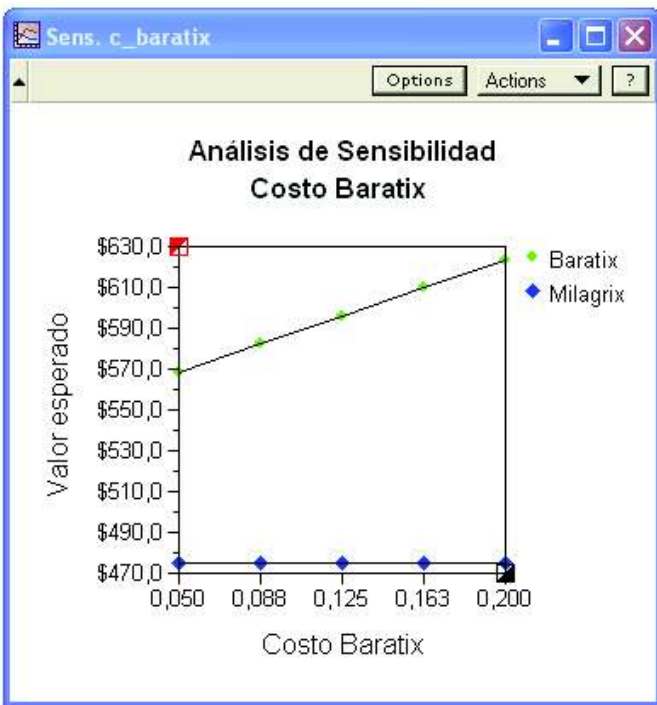 Sens. c_baratix
Options Actions ?
Análisis de Sensibilidad
Costo Baratix
$630,0
$610,0
$590,0
$570,0
$550,0
$530,0
$510,0
$490,0
$470,0
Valor esperado
0,050 0,088 0,125 0,163 0,200
Costo Baratix
Baratix
Milagrix